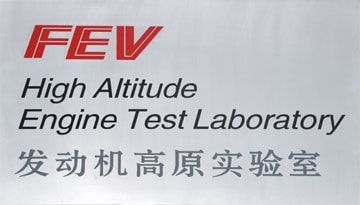 FEV
High Altitude
Engine Test Laboratory
发动机高原实验室